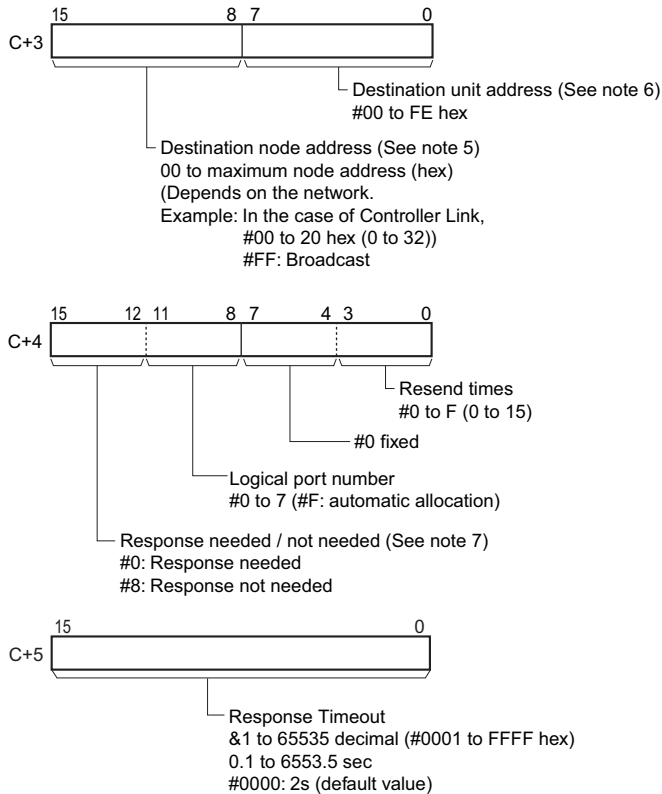 15 8 7 0
C+3
Destination unit address (See note 6)
#00 to FE hex
Destination node address (See note 5)
00 to maximum node address (hex)
(Depends on the network.
Example: In the case of Controller Link,
#00 to 20 hex (0 to 32))
#FF: Broadcast
15 12 11 8 7 4 3 0
C+4
Resend times
#0 to F (0 to 15)
#0 fixed
Logical port number
#0 to 7 (#F: automatic allocation)
Response needed / not needed (See note 7)
#0: Response needed
#8: Response not needed
15 0
C+5
Response Timeout
&1 to 65535 decimal (#0001 to FFFF hex)
0.1 to 6553.5 sec
#0000: 2s (default value)